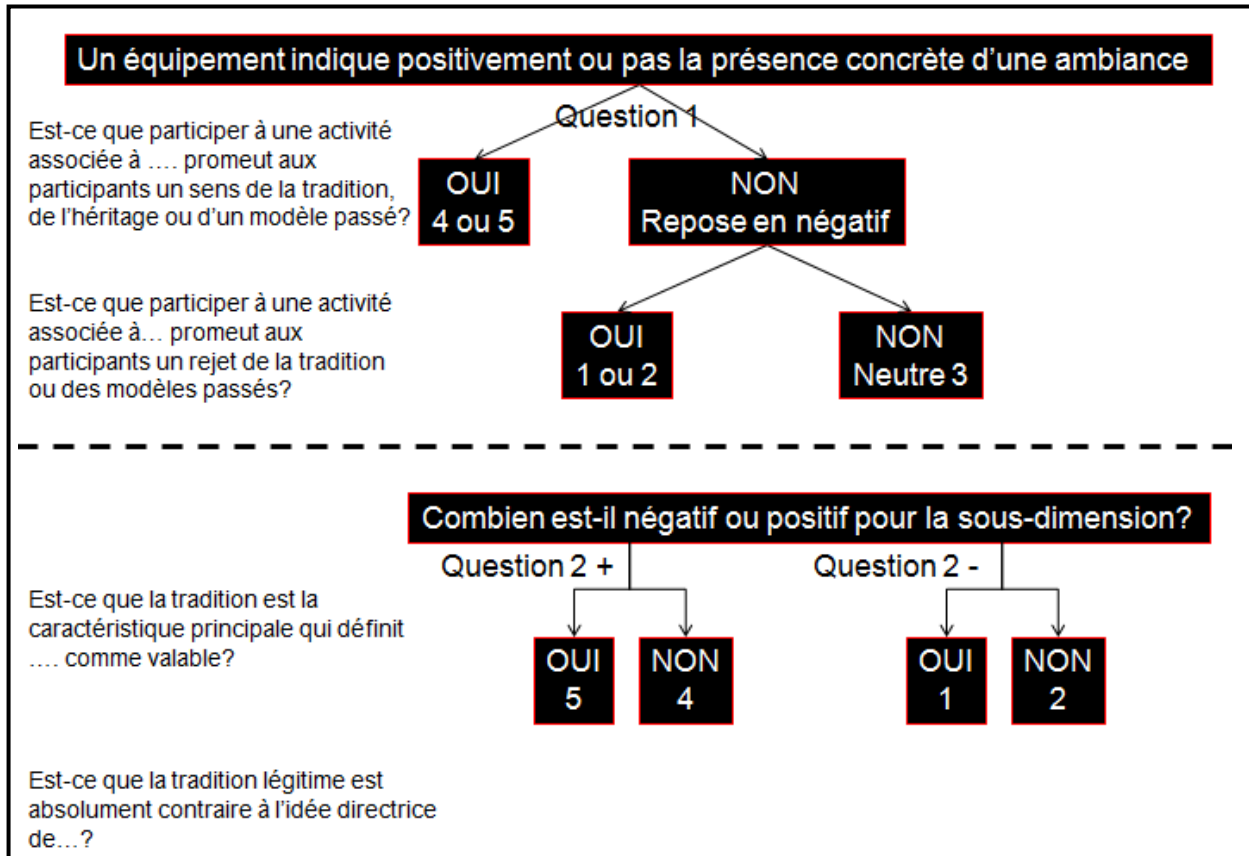 Un équipement indique positivement ou pas la présence concrète d'une ambiance
Question 1
Est-ce que participer à une activité
associée à …. promeut aux
participants un sens de la tradition,
de l'héritage ou d'un modèle passé?
OUI
4 ou 5
NON
Repose en négatif
Est-ce que participer à une activité
associée à… promeut aux
participants un rejet de la tradition
ou des modèles passés?
OUI
1 ou 2
NON
Neutre 3
Combien est-il négatif ou positif pour la sous-dimension?
Question 2 +
Question 2 -
Est-ce que la tradition est la
caractéristique principale qui définit
…. comme valable?
OUI
5
NON
4
OUI
1
NON
2
Est-ce que la tradition légitime est
absolument contraire à l'idée directrice
de…?